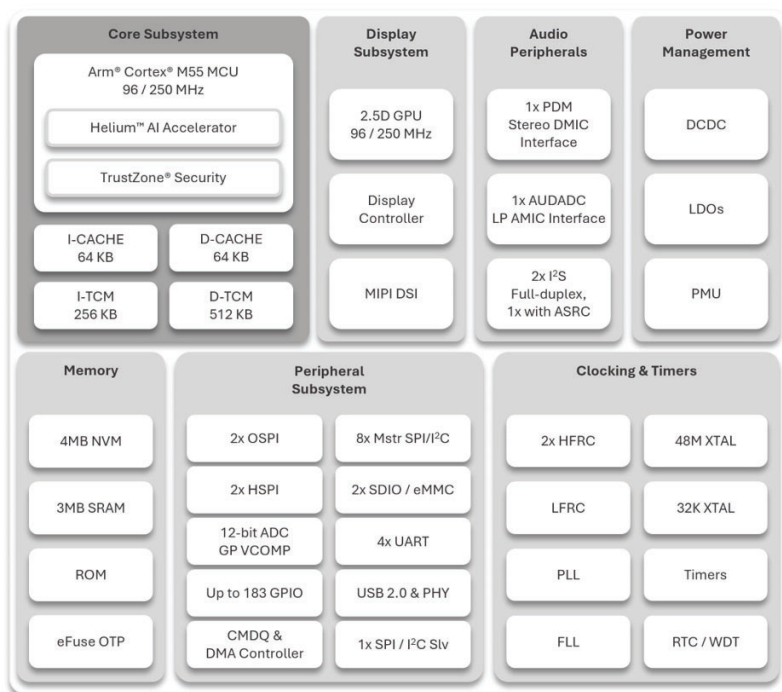 Core Subsystem
Arm® Cortex® M55 MCU
96 / 250 MHz
Helium™ AI Accelerator
TrustZone® Security
I-CACHE
64 KB
D-CACHE
64 KB
I-TCM
256 KB
D-TCM
512 KB
Display
Subsystem
2.5D GPU
96 / 250 MHz
Display
Controller
MIPI DSI
Audio
Peripherals
1x PDM
Stereo DMIC
Interface
1x AUDADC
LP AMIC Interface
2x I²S
Full-duplex,
1x with ASRC
Power
Management
DCDC
LDOs
PMU
Memory
4MB NVM
3MB SRAM
ROM
eFuse OTP
Peripheral
Subsystem
2x OSPI
8x Mstr SPI/I²C
2x HSPI
2x SDIO / eMMC
12-bit ADC
GP VCOMP
4x UART
Up to 183 GPIO
USB 2.0 & PHY
CMDQ &
DMA Controller
1x SPI / I²C Slv
Clocking & Timers
2x HFRC
48M XTAL
LFRC
32K XTAL
PLL
Timers
FLL
RTC / WDT